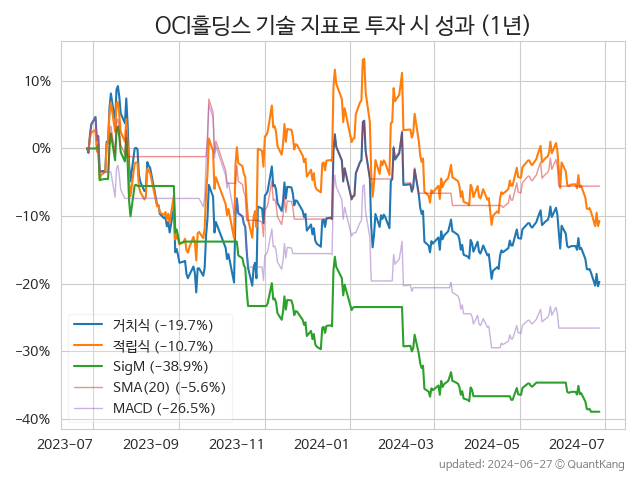 OCI홀딩스 기술 지표로 투자 시 성과 (1년)
10%
0%
−10%
−20%
−30%
−40%
거치식 (−19.7%)
적립식 (−10.7%)
SigM (−38.9%)
SMA(20) (−5.6%)
MACD (−26.5%)
2023−07 2023−09 2023−11 2024−01 2024−03 2024−05 2024−07
updated: 2024−06−27 ⓒ QuantKang